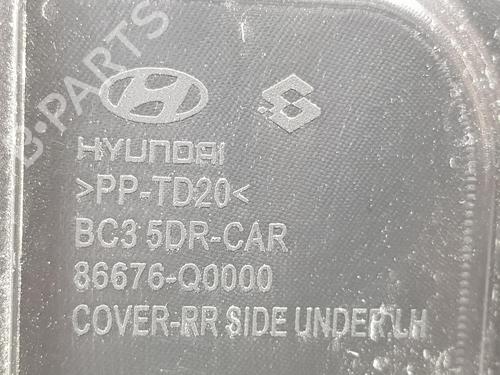 B-PARTS
HYUNDAI
>PP-TD20<
BC3 5DR-CAR
86676-Q0000
COVER-RR SIDE UNDER.LH